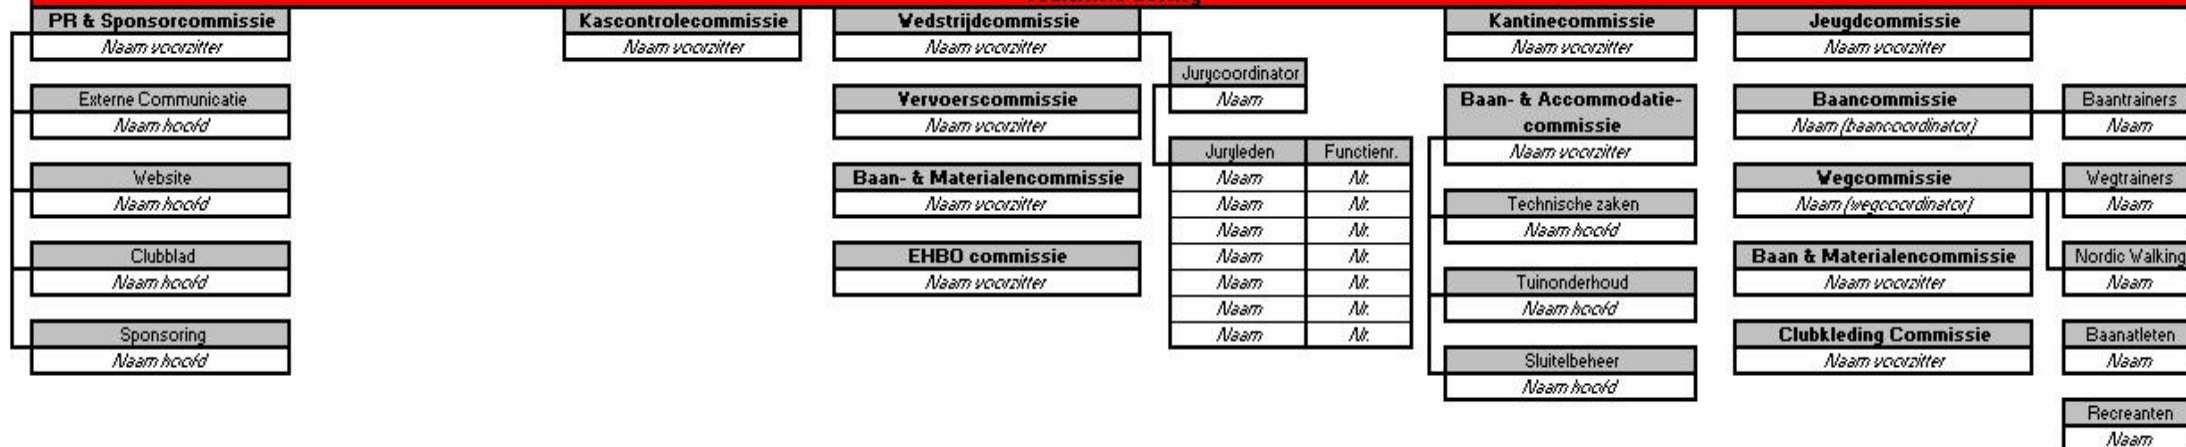 PR & Sponsorcommissie
Naam voorzitter
Externe Communicatie
Naam hoofd
Website
Naam hoofd
Clubblad
Naam hoofd
Sponsoring
Naam hoofd
Kascontrolecommissie
Naam voorzitter
Wedstrijdcommissie
Naam voorzitter
Vervoerscommissie
Naam voorzitter
Baan- & Materialencommissie
Naam voorzitter
EHBO commissie
Naam voorzitter
Jurycoordinator
Naam
Juryleden Functienr.
Naam Nr.
Naam Nr.
Naam Nr.
Naam Nr.
Naam Nr.
Naam Nr.
Naam Nr.
Kantinecommissie
Naam voorzitter
Baan- & Accommodatie-
commissie
Naam voorzitter
Technische zaken
Naam hoofd
Tuinonderhoud
Naam hoofd
Sluitelbeheer
Naam hoofd
Jeugdcommissie
Naam voorzitter
Baancommissie
Naam (baancoordinator)
Wegcommissie
Naam (wegcoordinator)
Baan & Materialencommissie
Naam voorzitter
Clubkleding Commissie
Naam voorzitter
Baantrainers
Naam
Wegtrainers
Naam
Nordic Walking
Naam
Baanatleten
Naam
Recreanten
Naam